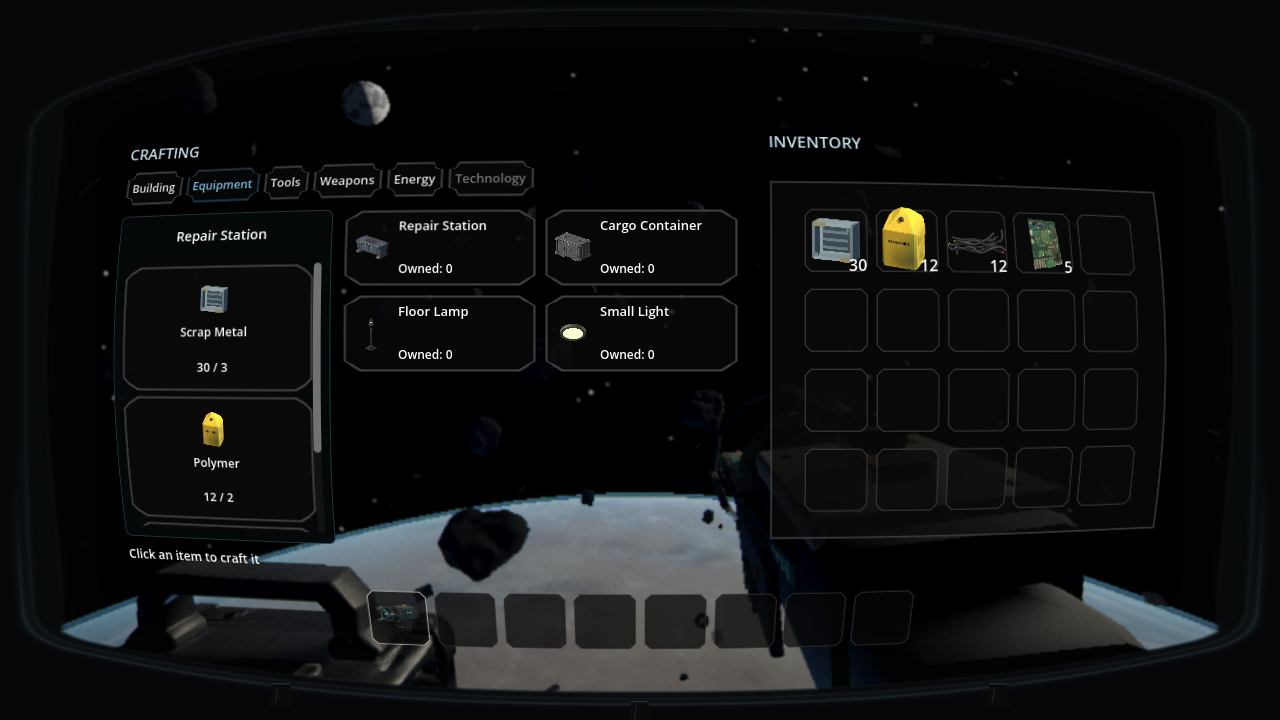 CRAFTING
Building
Equipment
Tools
Weapons
Energy
Technology
Repair Station
Scrap Metal
30 / 3
Polymer
12 / 2
Click an item to craft it
Repair Station
Owned: 0
Cargo Container
Owned: 0
Floor Lamp
Owned: 0
Small Light
Owned: 0
INVENTORY
30
12
12
5